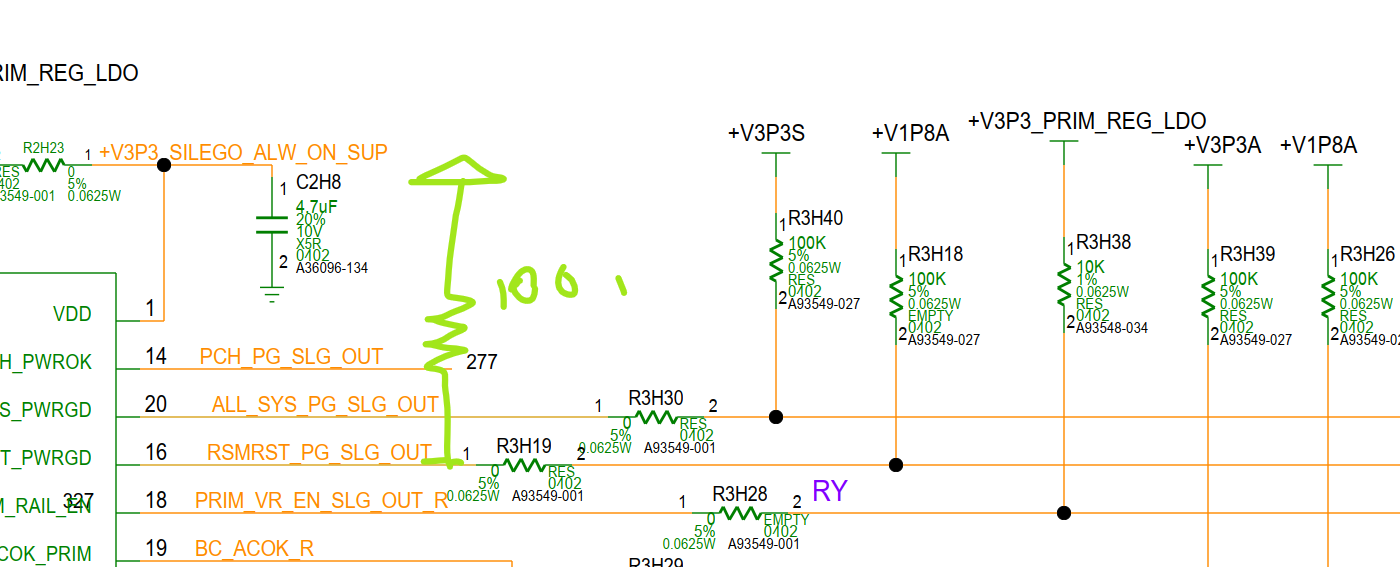 RIM_REG_LDO
+V3P3_PRIM_REG_LDO
+V3P3S
+V1P8A
+V3P3A
+V1P8A
R2H23
1
+V3P3_SILEGO_ALW_ON_SUP
RES
0
402
5%
3549-001
0.0625W
1
C2H8
4.7uF
20%
10V
X5R
0402
2
A36096-134
1
R3H40
100K
5%
0.0625W
RES
0402
2
A93549-027
1
R3H18
100K
5%
0.0625W
EMPTY
0402
2
A93549-027
1
R3H38
10K
1%
0.0625W
RES
0402
2
A93548-034
1
R3H39
100K
5%
0.0625W
RES
0402
2
A93549-027
1
R3H26
100K
5%
0.0625W
RES
0402
2
A93549-02
100
VDD
1
H_PWROK
14
PCH_PG_SLG_OUT
277
S_PWRGD
20
ALL_SYS_PG_SLG_OUT
1
R3H30
2
0
RES
5%
0402
0.0625W
A93549-001
T_PWRGD
16
RSMRST_PG_SLG_OUT
1
R3H19
2
0
RES
5%
0402
0.0625W
A93549-001
M_RAIL_EN
327
18
PRIM_VR_EN_SLG_OUT_R
1
R3H28
2
RY
0
EMPTY
5%
0402
0.0625W
A93549-001
COK_PRIM
19
BC_ACOK_R
R3H29